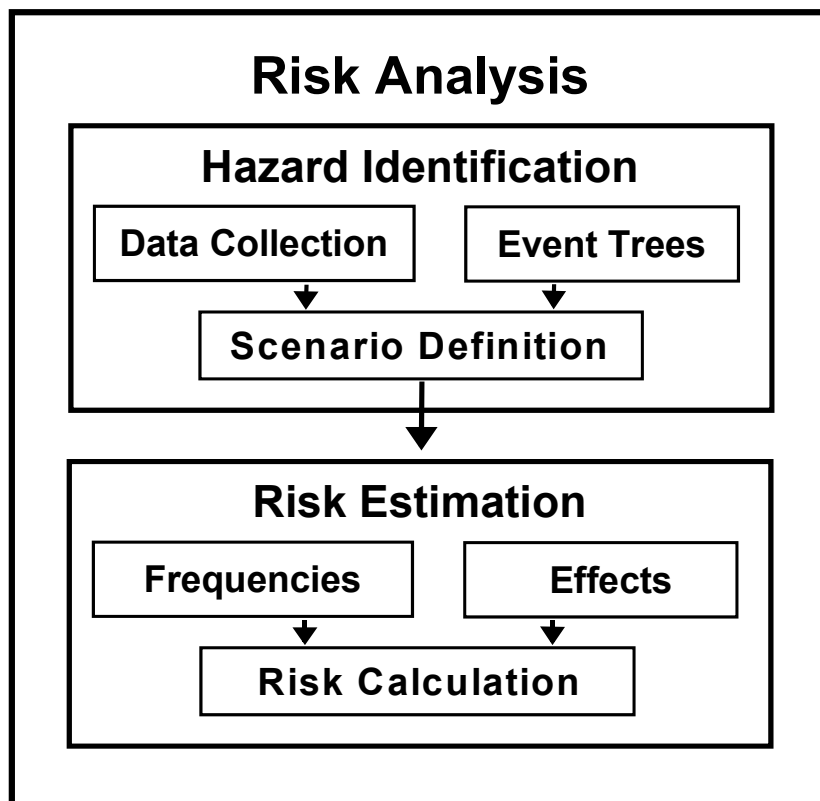 Risk Analysis
Hazard Identification
Data Collection
Event Trees
Scenario Definition
Risk Estimation
Frequencies
Effects
Risk Calculation